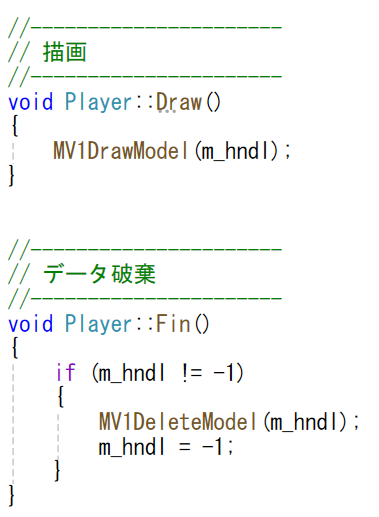 //----------------------
// 描画
//----------------------
void Player::Draw()
{
    MV1DrawModel(m_hndl);
}
//----------------------
// データ破棄
//----------------------
void Player::Fin()
{
    if (m_hndl != -1)
    {
        MV1DeleteModel(m_hndl);
        m_hndl = -1;
    }
}